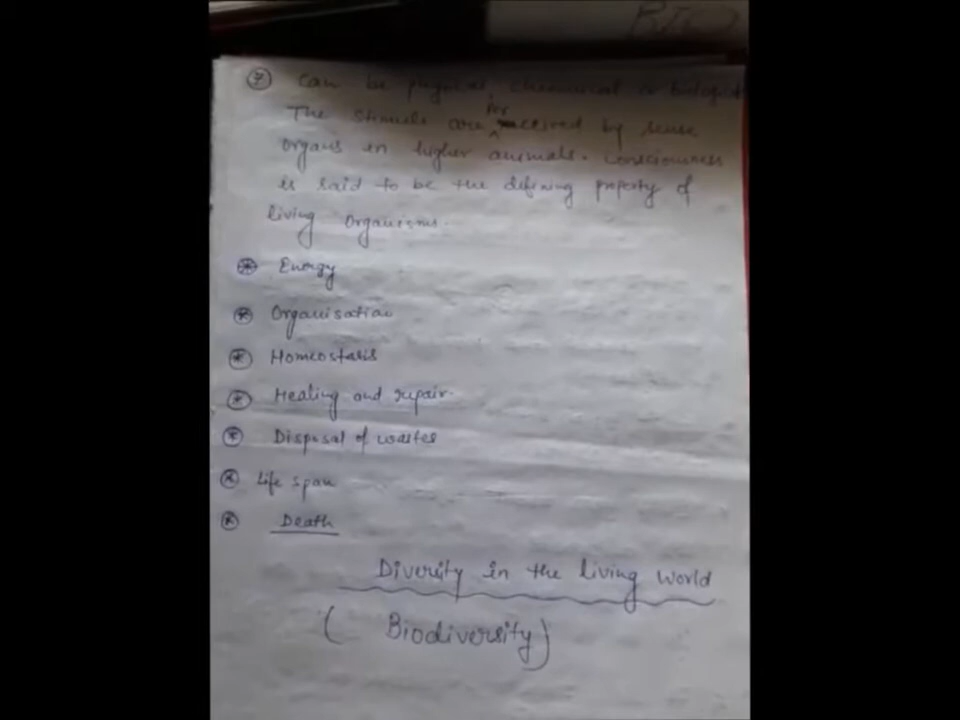 BIO
⑦ Can be physical, chemical or biological
The stimuli are perceived by sense
organs in higher animals. Consciousness
is said to be the defining property of
living organisms.
⊛ Energy
⊛ Organisation
⊛ Homeostasis
⊛ Healing and repair.
⊛ Disposal of wastes
⊛ Life span
⊛ Death
Diversity in the living world
(Biodiversity)